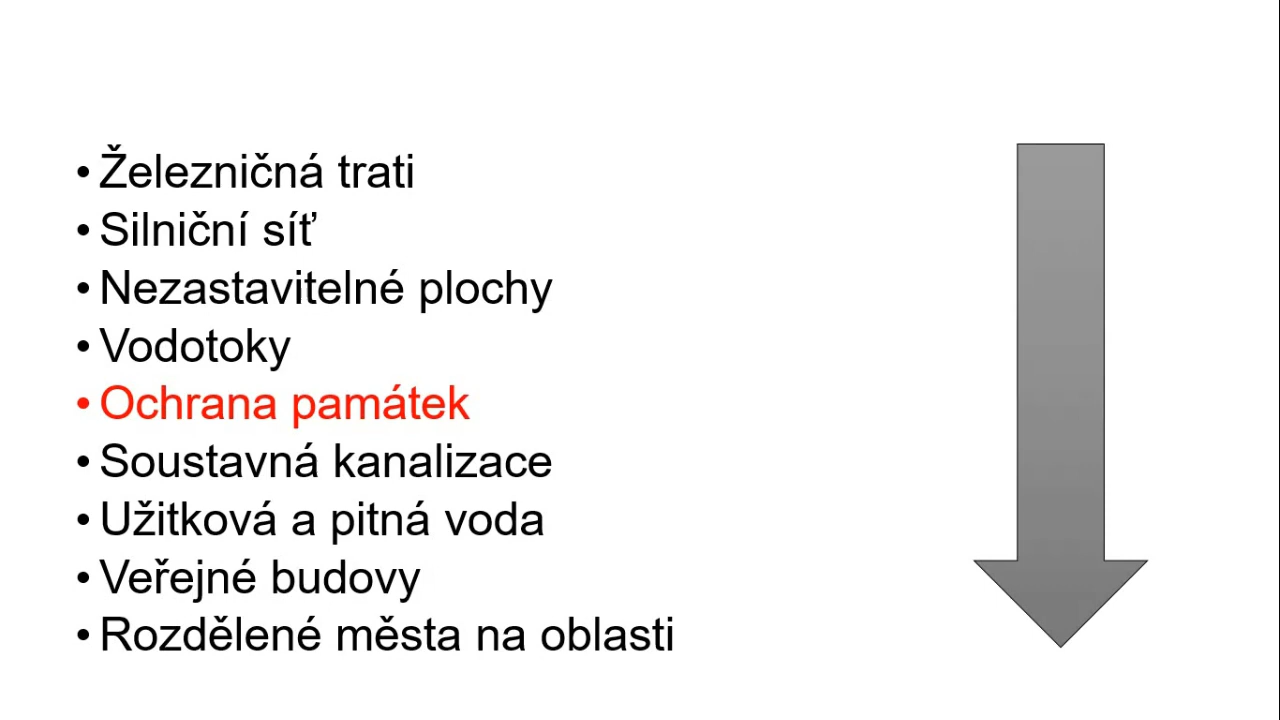 • Železničná trati
• Silniční síť
• Nezastavitelné plochy
• Vodotoky
• Ochrana památek
• Soustavná kanalizace
• Užitková a pitná voda
• Veřejné budovy
• Rozdělené města na oblasti